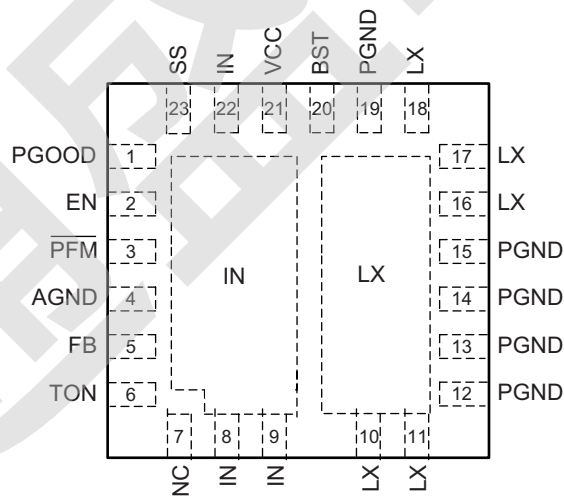 SS IN VCC BST PGND LX
23 22 21 20 19 18
PGOOD 1 17 LX
EN 2 16 LX
PFM 3 15 PGND
IN LX
AGND 4 14 PGND
FB 5 13 PGND
TON 6 12 PGND
7 8 9 10 11
NC IN IN LX LX